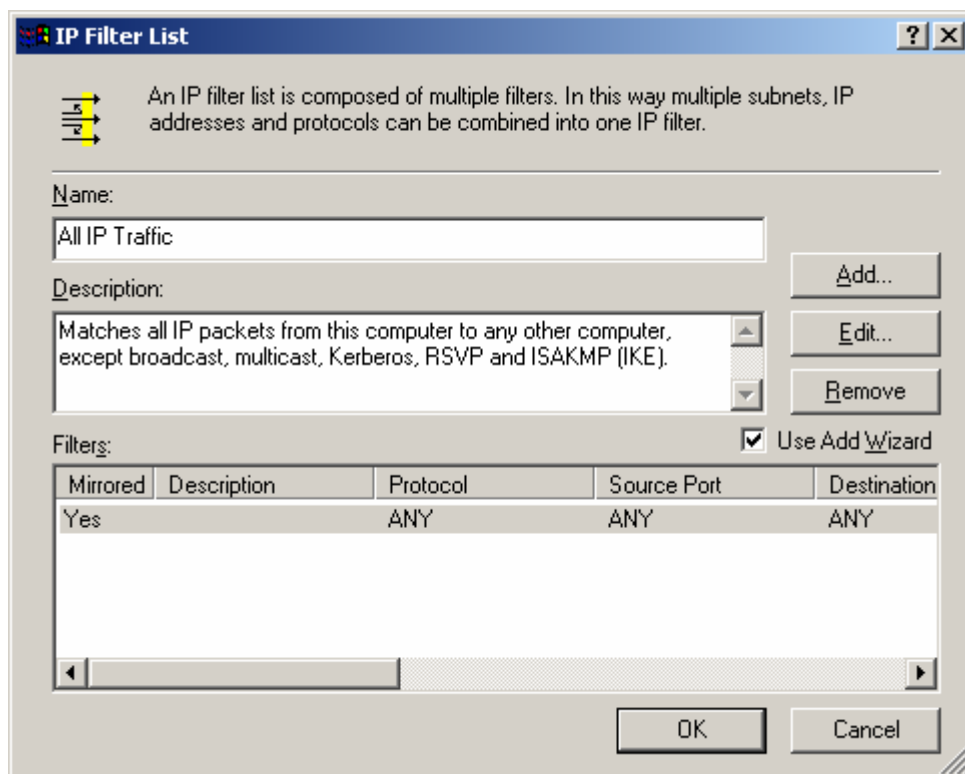 IP Filter List
An IP filter list is composed of multiple filters. In this way multiple subnets, IP
addresses and protocols can be combined into one IP filter.
Name:
All IP Traffic
Add...
Description:
Matches all IP packets from this computer to any other computer,
except broadcast, multicast, Kerberos, RSVP and ISAKMP (IKE).
Edit...
Remove
Filters:
Use Add Wizard
Mirrored Description Protocol Source Port Destination
Yes ANY ANY ANY
OK Cancel